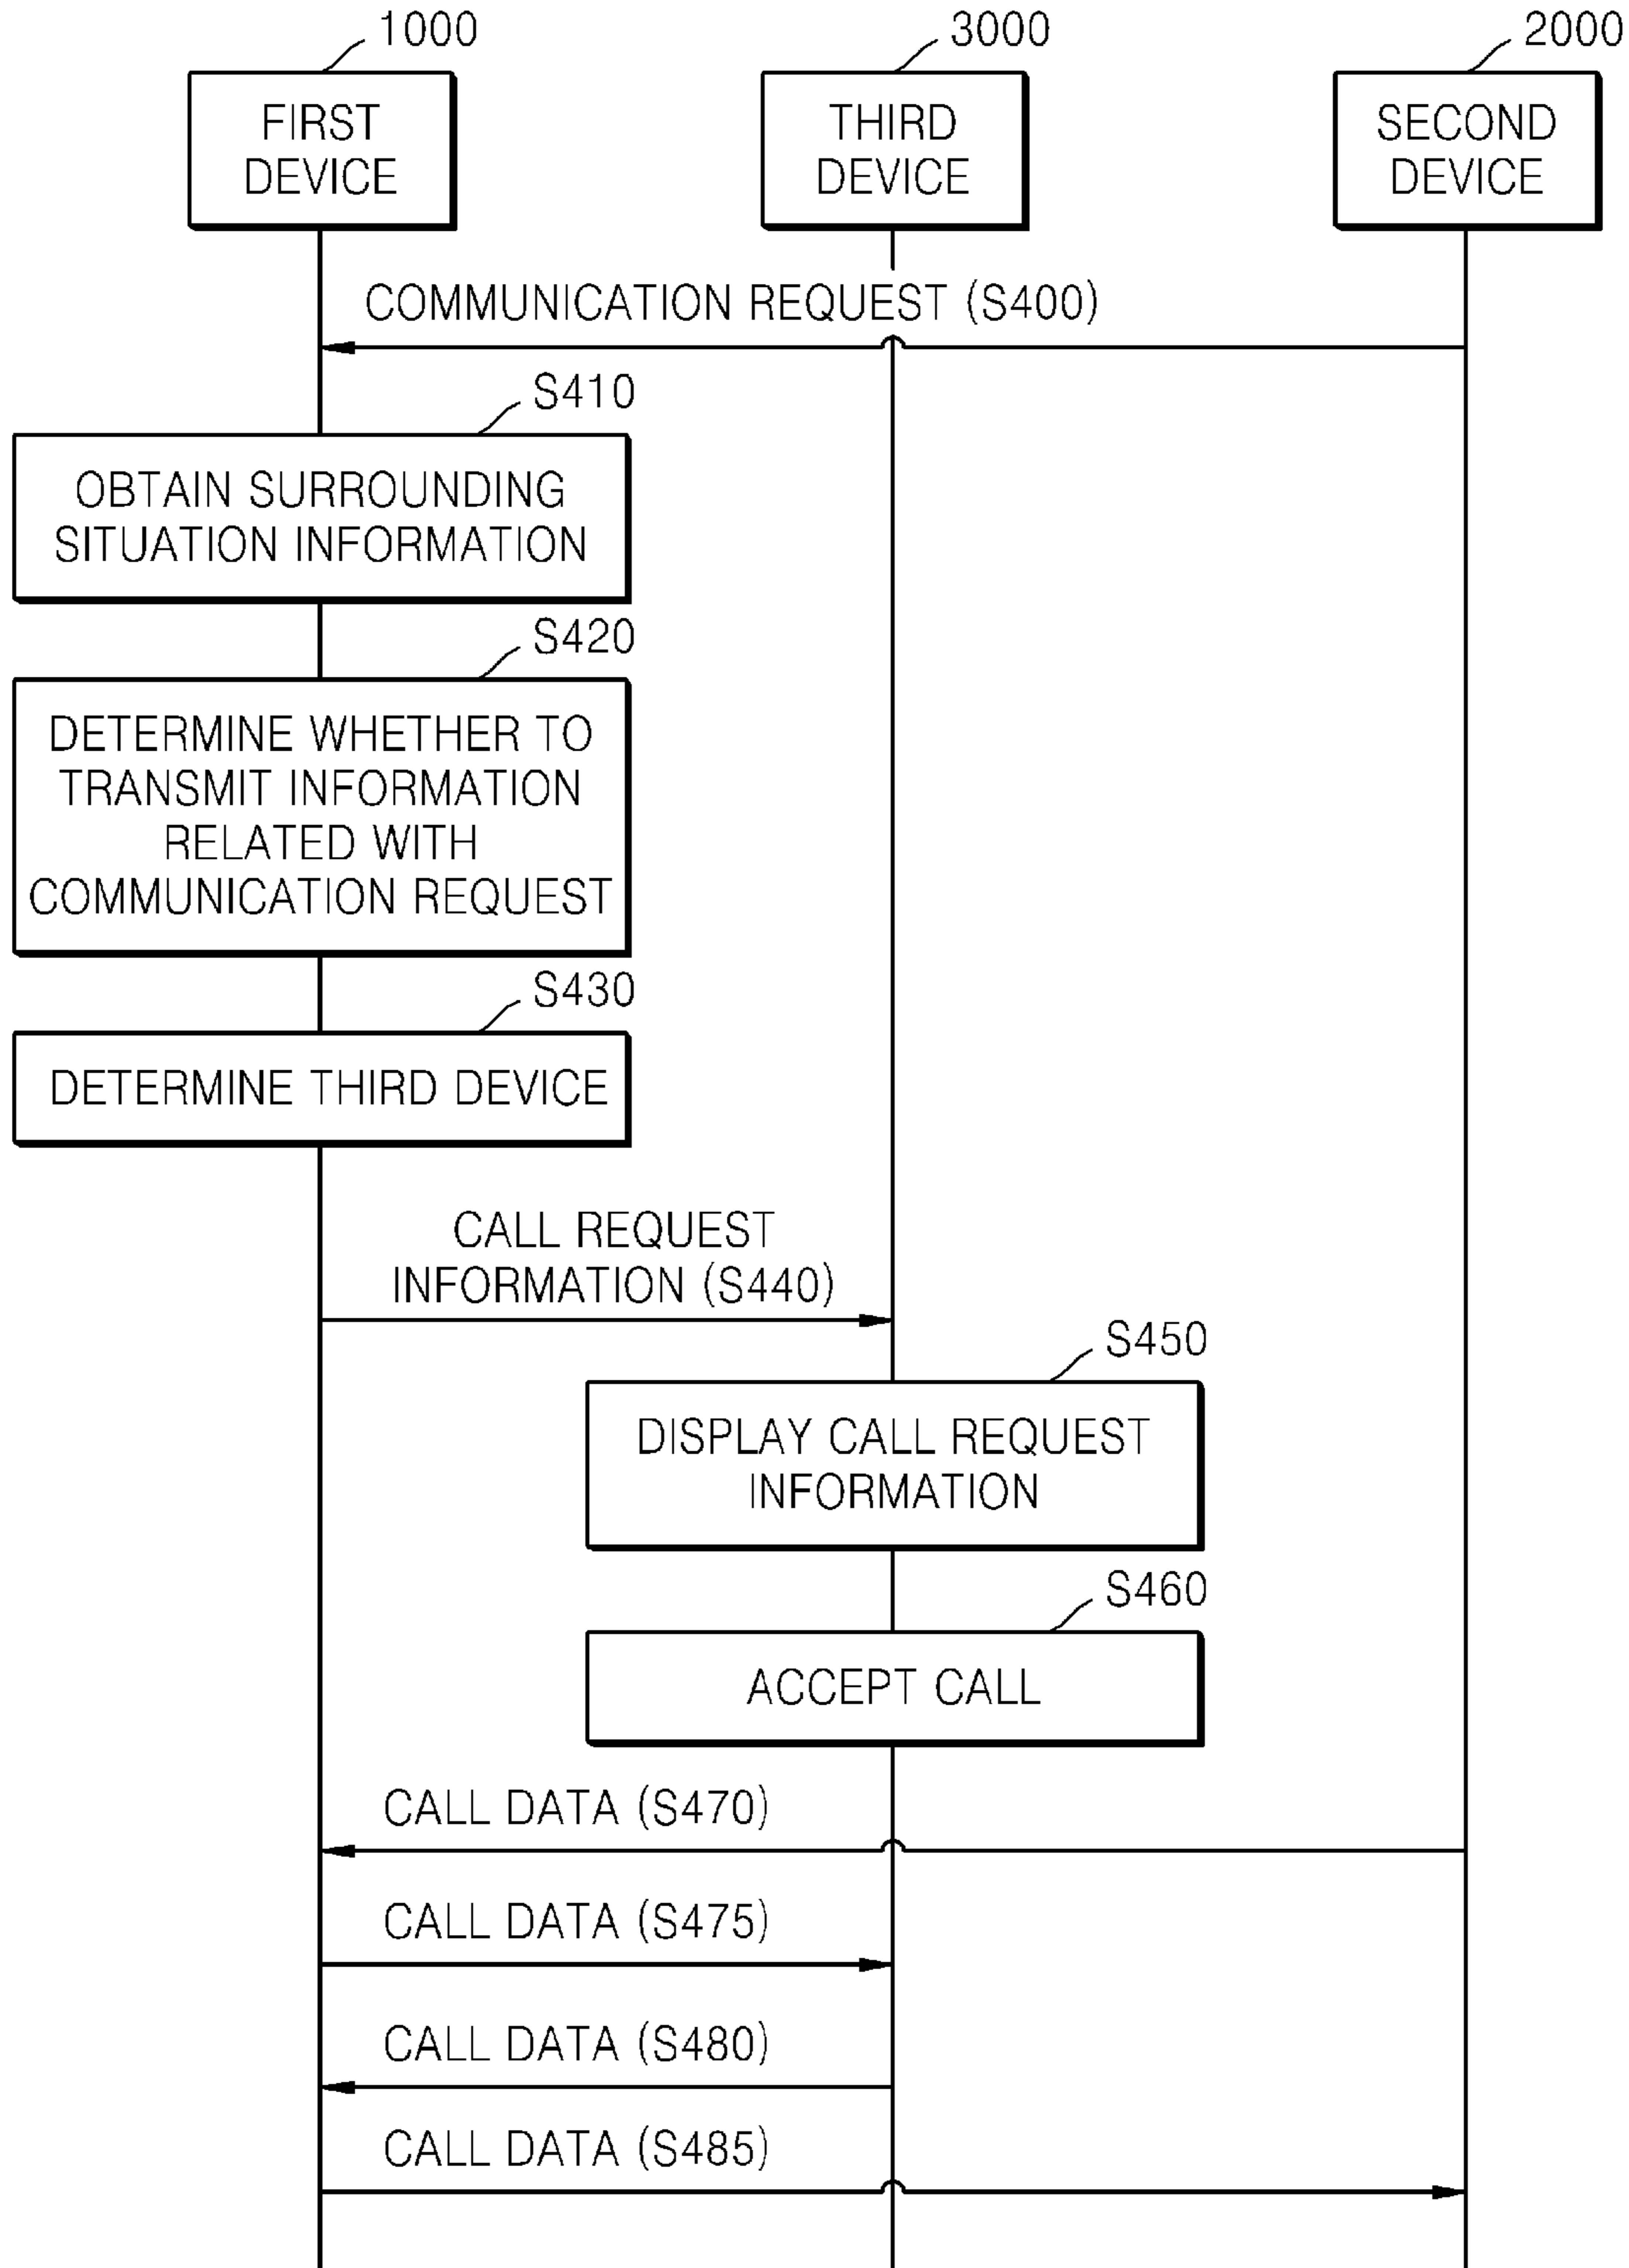 1000
3000
2000
FIRST
DEVICE
THIRD
DEVICE
SECOND
DEVICE
COMMUNICATION REQUEST (S400)
S410
OBTAIN SURROUNDING
SITUATION INFORMATION
S420
DETERMINE WHETHER TO
TRANSMIT INFORMATION
RELATED WITH
COMMUNICATION REQUEST
S430
DETERMINE THIRD DEVICE
CALL REQUEST
INFORMATION (S440)
S450
DISPLAY CALL REQUEST
INFORMATION
S460
ACCEPT CALL
CALL DATA (S470)
CALL DATA (S475)
CALL DATA (S480)
CALL DATA (S485)